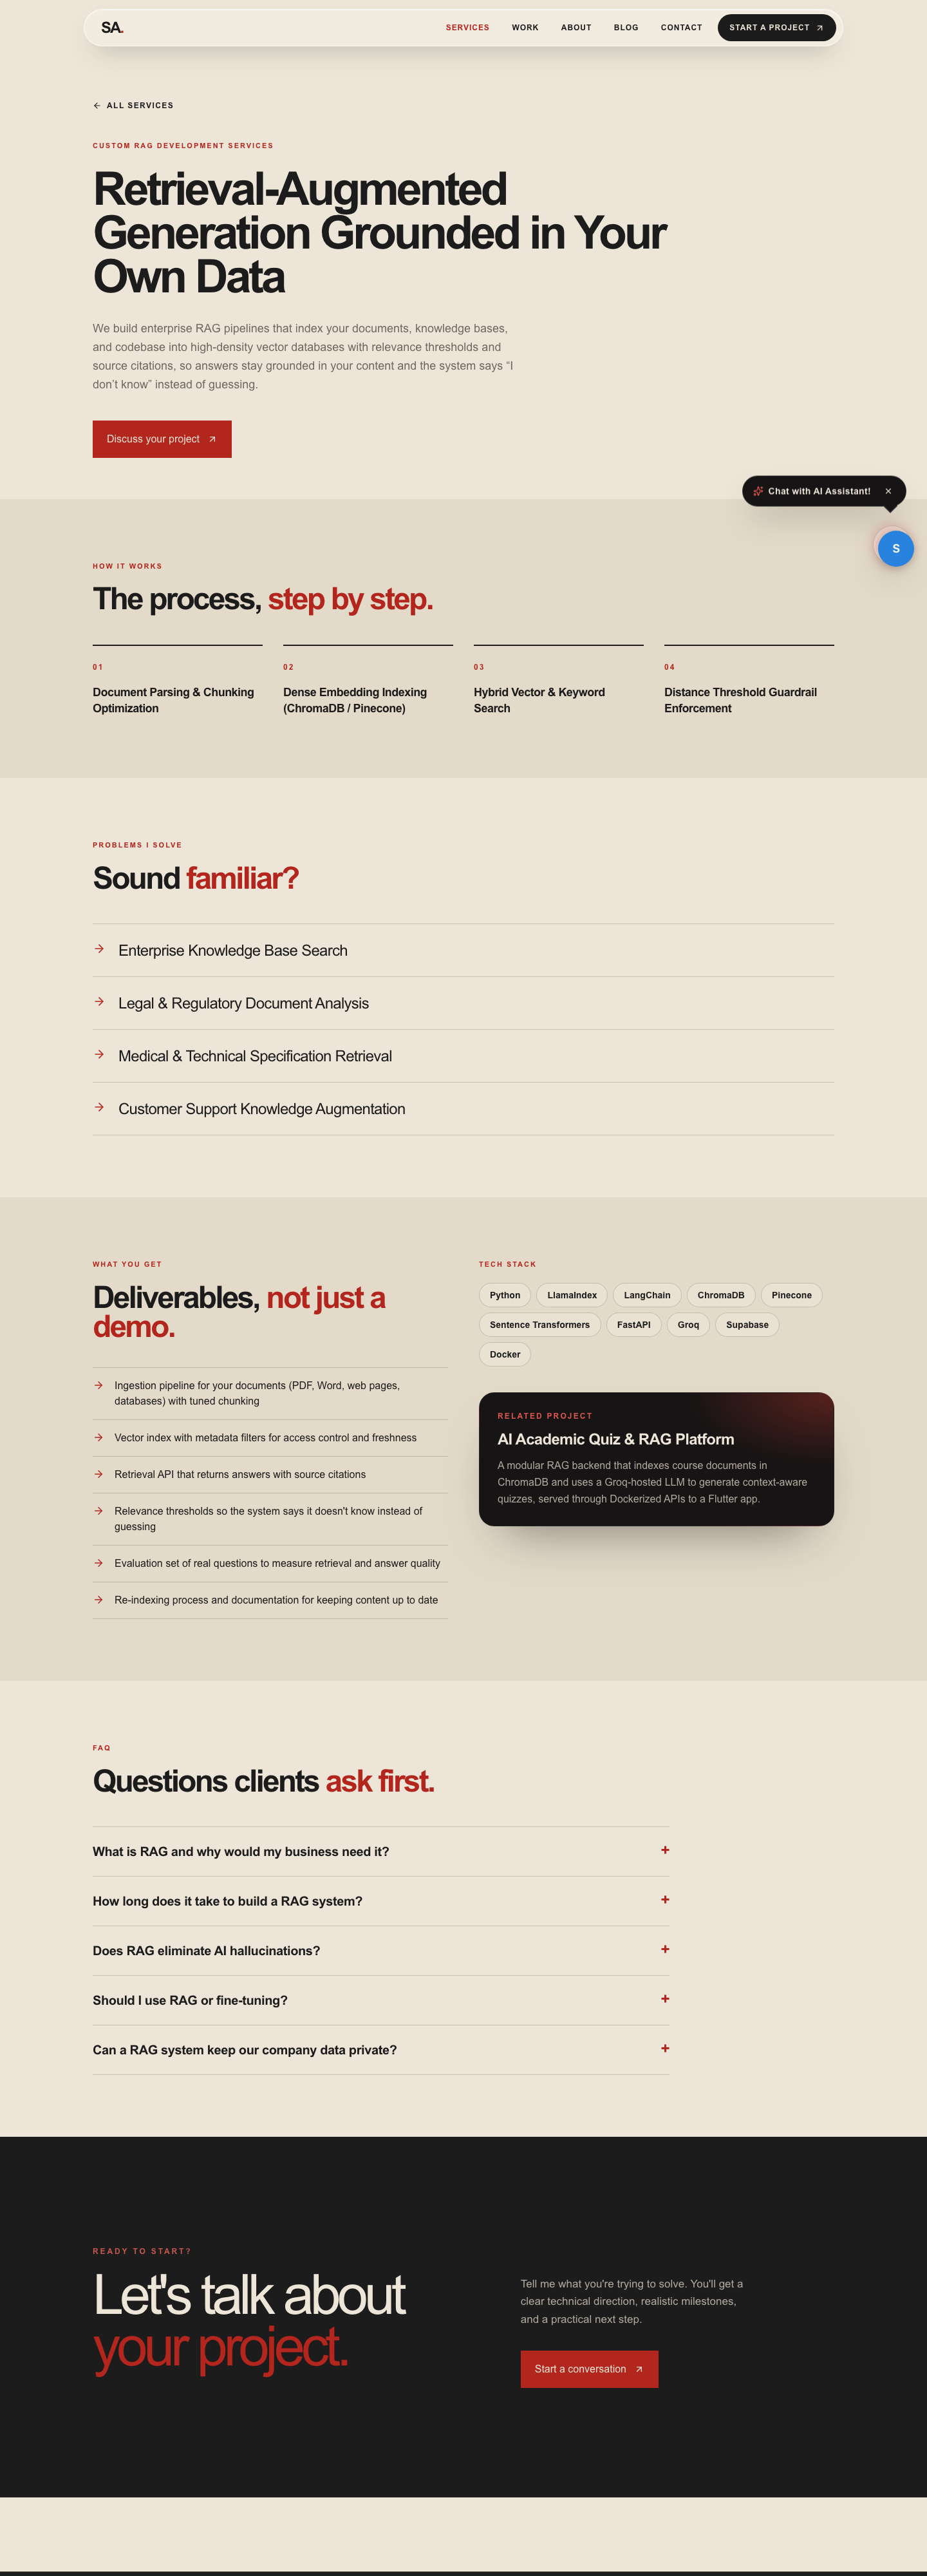 SA.
SERVICES
WORK
ABOUT
BLOG
CONTACT
START A PROJECT
ALL SERVICES
CUSTOM RAG DEVELOPMENT SERVICES
Retrieval-Augmented
Generation Grounded in Your
Own Data
We build enterprise RAG pipelines that index your documents, knowledge bases,
and codebase into high-density vector databases with relevance thresholds and
source citations, so answers stay grounded in your content and the system says “I
don’t know” instead of guessing.
Discuss your project
Chat with AI Assistant!
S
HOW IT WORKS
The process, step by step.
01
Document Parsing & Chunking
Optimization
02
Dense Embedding Indexing
(ChromaDB / Pinecone)
03
Hybrid Vector & Keyword
Search
04
Distance Threshold Guardrail
Enforcement
PROBLEMS I SOLVE
Sound familiar?
Enterprise Knowledge Base Search
Legal & Regulatory Document Analysis
Medical & Technical Specification Retrieval
Customer Support Knowledge Augmentation
WHAT YOU GET
Deliverables, not just a
demo.
Ingestion pipeline for your documents (PDF, Word, web pages,
databases) with tuned chunking
Vector index with metadata filters for access control and freshness
Retrieval API that returns answers with source citations
Relevance thresholds so the system says it doesn't know instead of
guessing
Evaluation set of real questions to measure retrieval and answer quality
Re-indexing process and documentation for keeping content up to date
TECH STACK
Python
LlamaIndex
LangChain
ChromaDB
Pinecone
Sentence Transformers
FastAPI
Groq
Supabase
Docker
RELATED PROJECT
AI Academic Quiz & RAG Platform
A modular RAG backend that indexes course documents in
ChromaDB and uses a Groq-hosted LLM to generate context-aware
quizzes, served through Dockerized APIs to a Flutter app.
FAQ
Questions clients ask first.
What is RAG and why would my business need it?
How long does it take to build a RAG system?
Does RAG eliminate AI hallucinations?
Should I use RAG or fine-tuning?
Can a RAG system keep our company data private?
READY TO START?
Let's talk about
your project.
Tell me what you're trying to solve. You'll get a
clear technical direction, realistic milestones,
and a practical next step.
Start a conversation